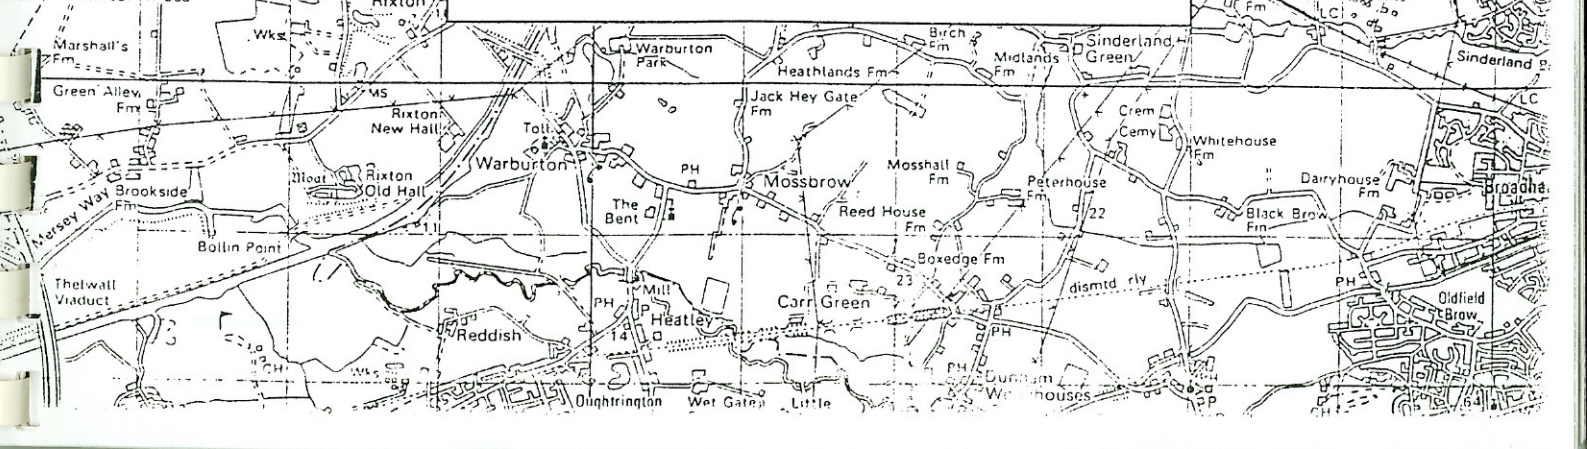 Rixton
Fm
LC
Wks
Marshall's
Fm
Warburton
Park
Birch
Fm
Midlands
Fm
Sinderland
Green
Sinderland
Heathlands Fm
Green Alley
Fm
MS
Rixton
New Hall
Jack Hey Gate
Fm
Crem
Cemy
LC
Toll
Warburton
PH
Whitehouse
Fm
Moat
Rixton
Old Hall
Mossbrow
Mosshall
Fm
Peterhouse
Fm
Dairyhouse
Fm
Brookside
Fm
Mersey Way
The
Bent
Reed House
Fm
22
Black Brow
Fm
11
Bollin Point
Boxedge Fm
Thelwall
Viaduct
Mill
PH
23
dismtd rly
PH
Carr Green
Oldfield
Brow
Reddish
Heatley
14
PH
CH
Wks
PH
Dunham
Woodhouses
Oughtrington
Wet Gate
Little